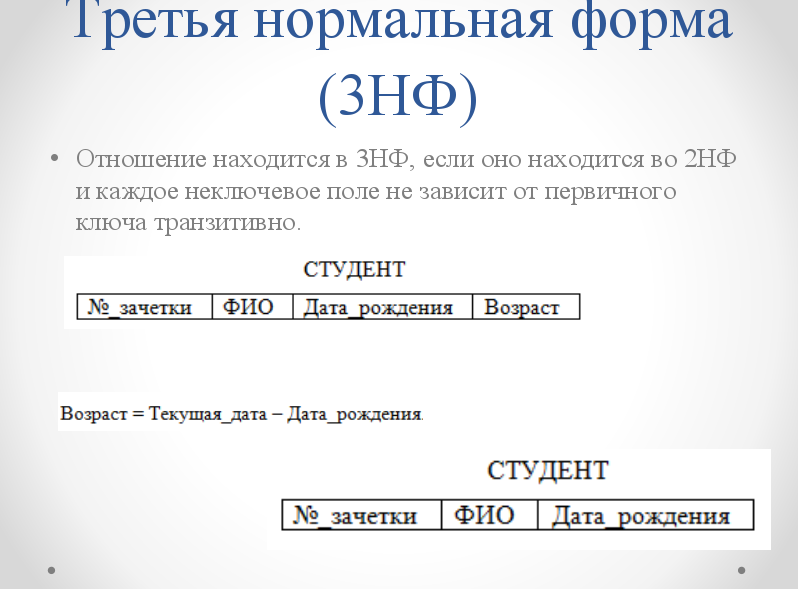 Третья нормальная форма
(3НФ)
• Отношение находится в 3НФ, если оно находится во 2НФ
и каждое неключевое поле не зависит от первичного
ключа транзитивно.
СТУДЕНТ
№_зачетки ФИО Дата_рождения Возраст
Возраст = Текущая_дата – Дата_рождения.
СТУДЕНТ
№_зачетки ФИО Дата_рождения